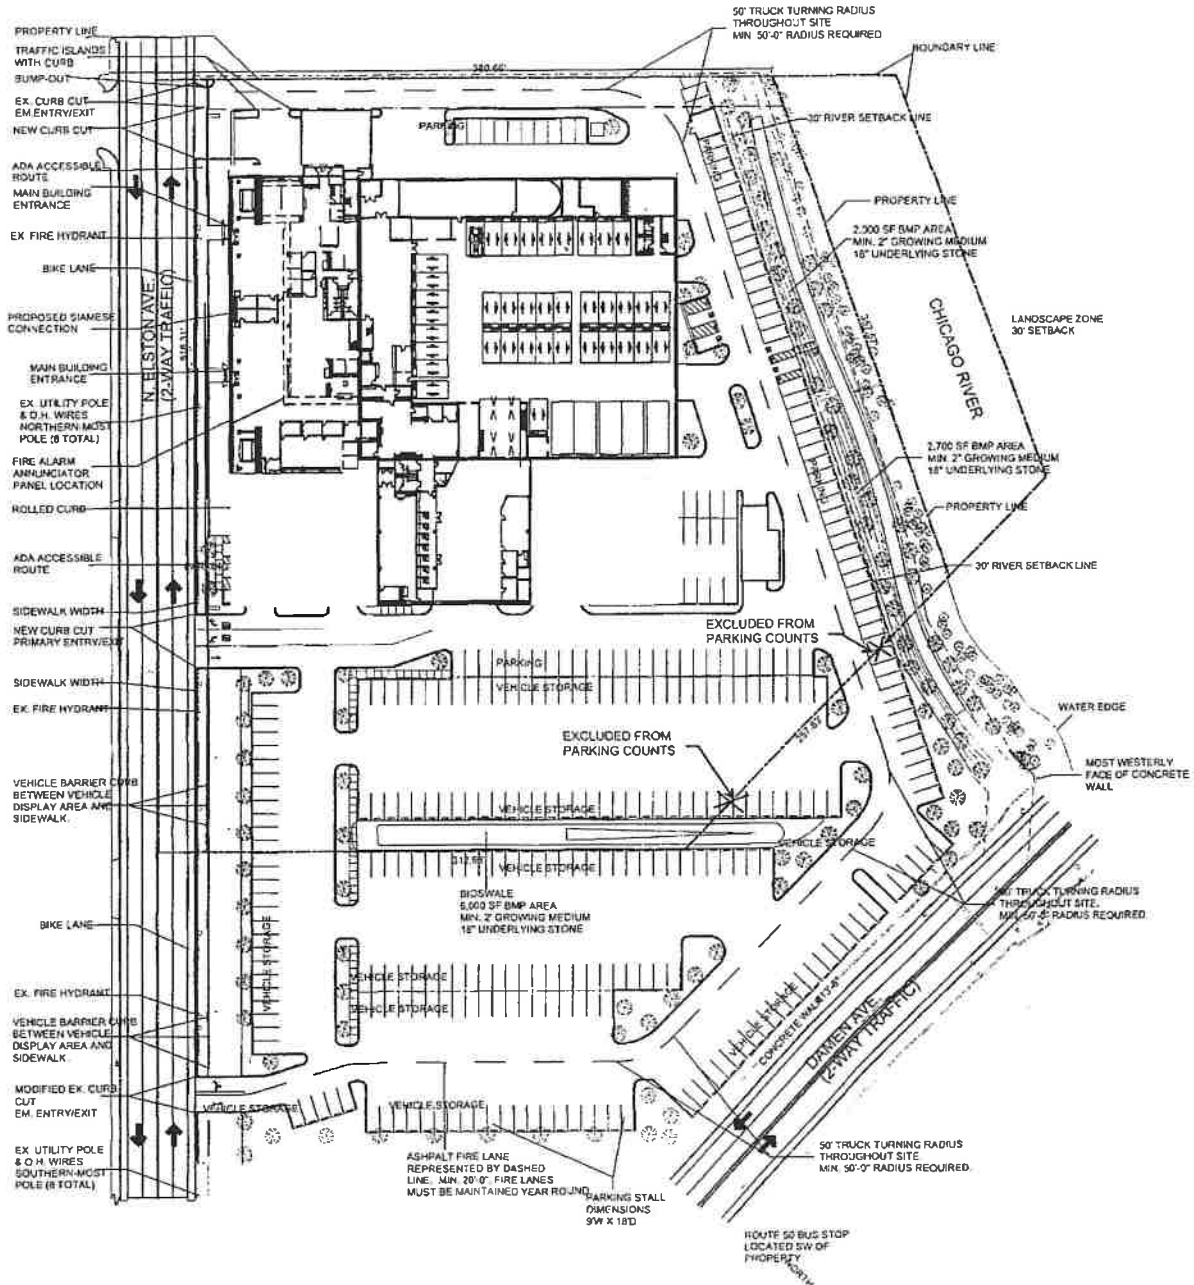 50' TRUCK TURNING RADIUS
THROUGHOUT SITE
MIN. 50'-0" RADIUS REQUIRED
PROPERTY LINE
TRAFFIC ISLANDS
WITH CURB
BUMP-OUT
EX. CURB CUT
EM.ENTRY/EXIT
NEW CURB CUT
ADA ACCESSIBLE
ROUTE
MAIN BUILDING
ENTRANCE
EX. FIRE HYDRANT
BIKE LANE
PROPOSED SIAMESE
CONNECTION
MAIN BUILDING
ENTRANCE
EX. UTILITY POLE
& O.H. WIRES
NORTHERN-MOST
POLE (8 TOTAL)
FIRE ALARM
ANNUNCIATOR
PANEL LOCATION
ROLLED CURB
ADA ACCESSIBLE
ROUTE
SIDEWALK WIDTH
NEW CURB CUT
PRIMARY ENTRY/EXIT
SIDEWALK WIDTH
EX. FIRE HYDRANT
VEHICLE BARRIER CURB
BETWEEN VEHICLE
DISPLAY AREA AND
SIDEWALK.
BIKE LANE
EX. FIRE HYDRANT
VEHICLE BARRIER CURB
BETWEEN VEHICLE
DISPLAY AREA AND
SIDEWALK
MODIFIED EX. CURB
CUT
EM. ENTRY/EXIT
EX. UTILITY POLE
& O.H. WIRES
SOUTHERN-MOST
POLE (8 TOTAL)
N. ELSTON AVE.
(2-WAY TRAFFIC)
380.66'
PARKING
PARKING
BOUNDARY LINE
30' RIVER SETBACK LINE
PROPERTY LINE
2,000 SF BMP AREA
MIN. 2" GROWING MEDIUM
18" UNDERLYING STONE
CHICAGO RIVER
LANDSCAPE ZONE
30' SETBACK
2,700 SF BMP AREA
MIN. 2" GROWING MEDIUM
18" UNDERLYING STONE
PARKING
PROPERTY LINE
30' RIVER SETBACK LINE
EXCLUDED FROM
PARKING COUNTS
PARKING
VEHICLE STORAGE
EXCLUDED FROM
PARKING COUNTS
WATER EDGE
MOST WESTERLY
FACE OF CONCRETE
WALL
VEHICLE STORAGE
VEHICLE STORAGE
VEHICLE STORAGE
BIOSWALE
6,000 SF BMP AREA
MIN. 2' GROWING MEDIUM
18" UNDERLYING STONE
THROUGHOUT SITE.
VEHICLE STORAGE
VEHICLE STORAGE
VEHICLE STORAGE
VEHICLE STORAGE
DAMEN AVE.
(2-WAY TRAFFIC)
VEHICLE STORAGE
VEHICLE STORAGE
ASHPALT FIRE LANE
REPRESENTED BY DASHED
LINE. MIN. 20'-0". FIRE LANES
MUST BE MAINTAINED YEAR ROUND.
PARKING STALL
DIMENSIONS
9'W X 18'D
50' TRUCK TURNING RADIUS
THROUGHOUT SITE
MIN. 50'-0" RADIUS REQUIRED.
ROUTE 50 BUS STOP
LOCATED SW OF
PROPERTY
NORTH